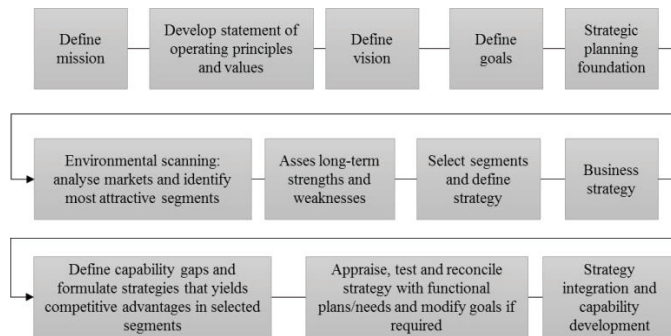 Define
mission
Develop statement of
operating principles
and values
Define
vision
Define
goals
Strategic
planning
foundation
Environmental scanning:
analyse markets and identify
most attractive segments
Asses long-term
strengths and
weaknesses
Select segments
and define
strategy
Business
strategy
Define capability gaps and
formulate strategies that yields
competitive advantages in selected
segments
Appraise, test and reconcile
strategy with functional
plans/needs and modify goals if
required
Strategy
integration and
capability
development